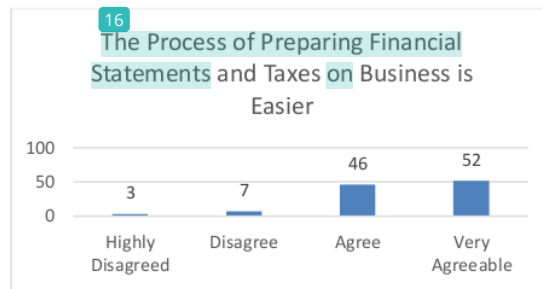 16
The Process of Preparing Financial
Statements and Taxes on Business is
Easier
100
50
0
3
7
46
52
Highly
Disagreed
Disagree
Agree
Very
Agreeable